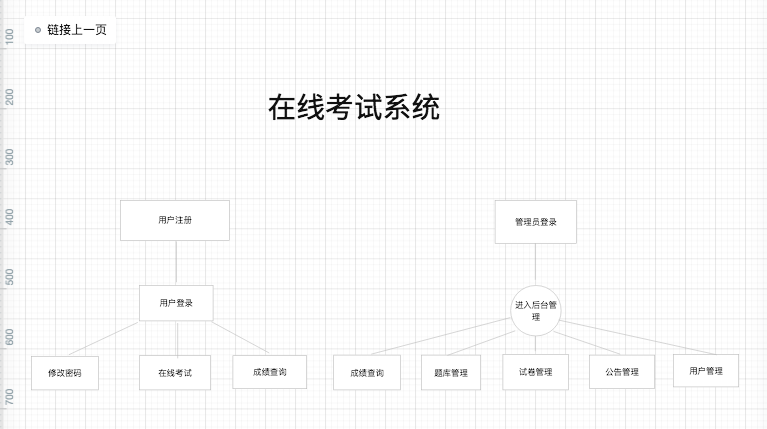 链接上一页
100
200
300
400
500
600
700
在线考试系统
用户注册
管理员登录
用户登录
进入后台管
理
修改密码
在线考试
成绩查询
成绩查询
题库管理
试卷管理
公告管理
用户管理